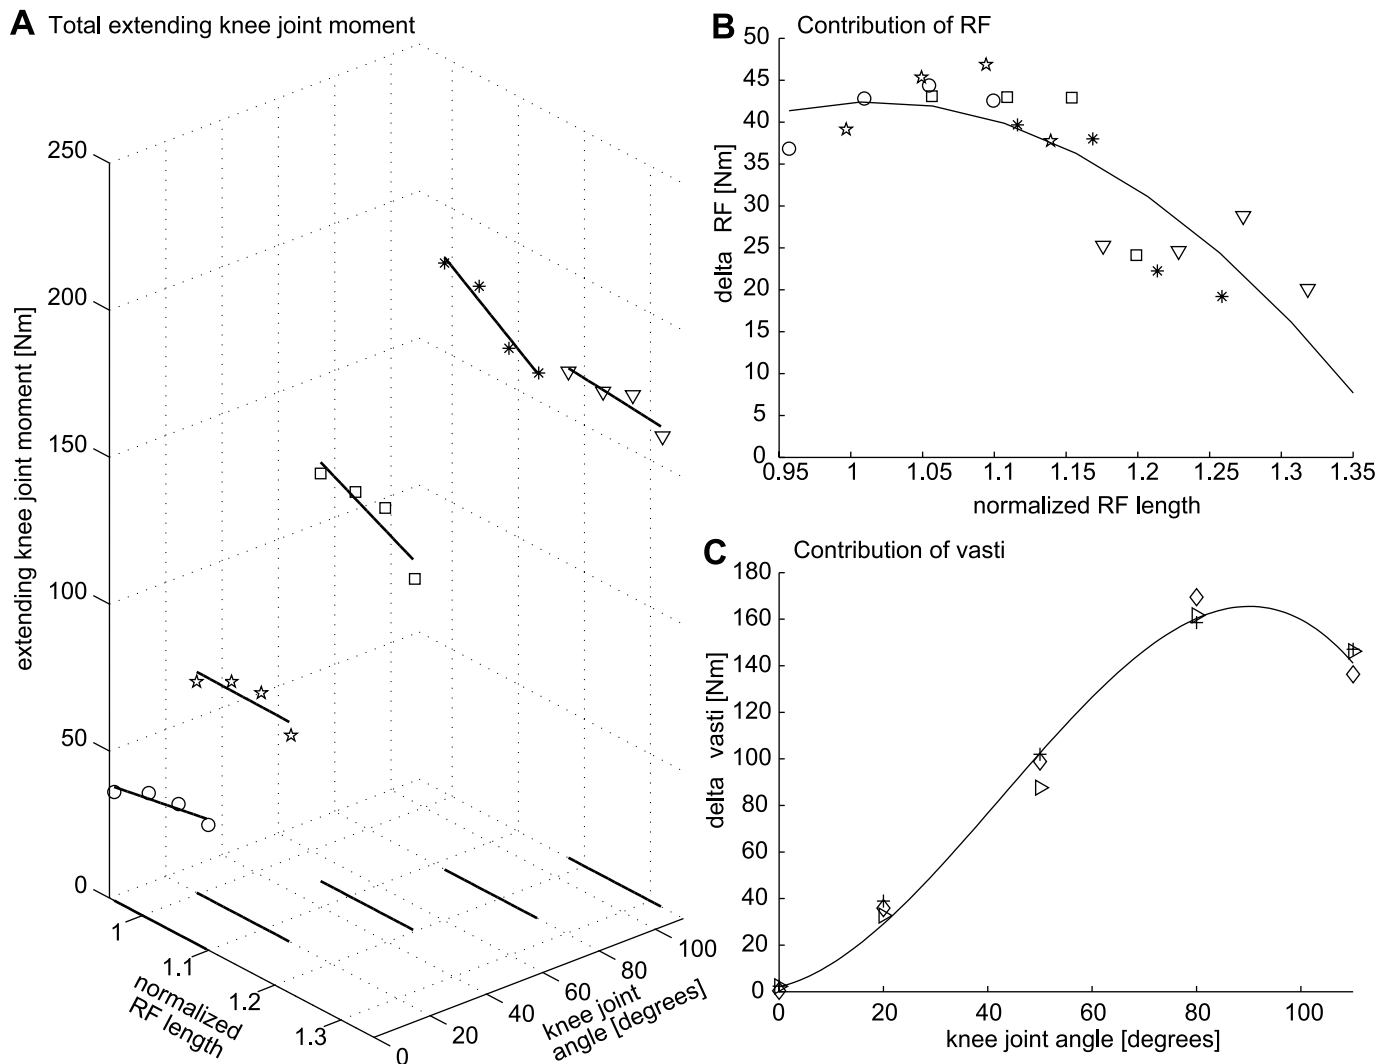 A Total extending knee joint moment
250
200
150
100
50
0
extending knee joint moment [Nm]
1
1.1
1.2
1.3
normalized
RF length
0
20
40
60
80
100
knee joint
angle [degrees]
B Contribution of RF
50
45
40
35
30
25
20
15
10
5
0
delta RF [Nm]
0.95 1 1.05 1.1 1.15 1.2 1.25 1.3 1.35
normalized RF length
C Contribution of vasti
180
160
140
120
100
80
60
40
20
0
delta vasti [Nm]
0 20 40 60 80 100
knee joint angle [degrees]